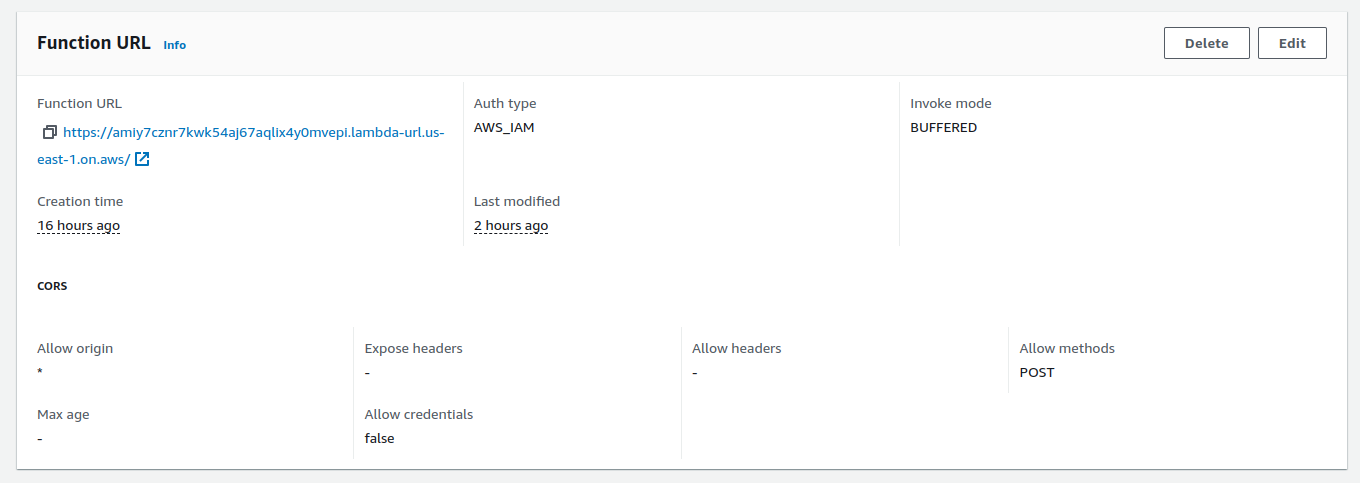 Function URL Info
Delete
Edit
Function URL
https://amiy7cznr7kwk54aj67aqlix4y0mvepi.lambda-url.us-
east-1.on.aws/
Auth type
AWS_IAM
Invoke mode
BUFFERED
Creation time
16 hours ago
Last modified
2 hours ago
CORS
Allow origin
*
Expose headers
-
Allow headers
-
Allow methods
POST
Max age
-
Allow credentials
false